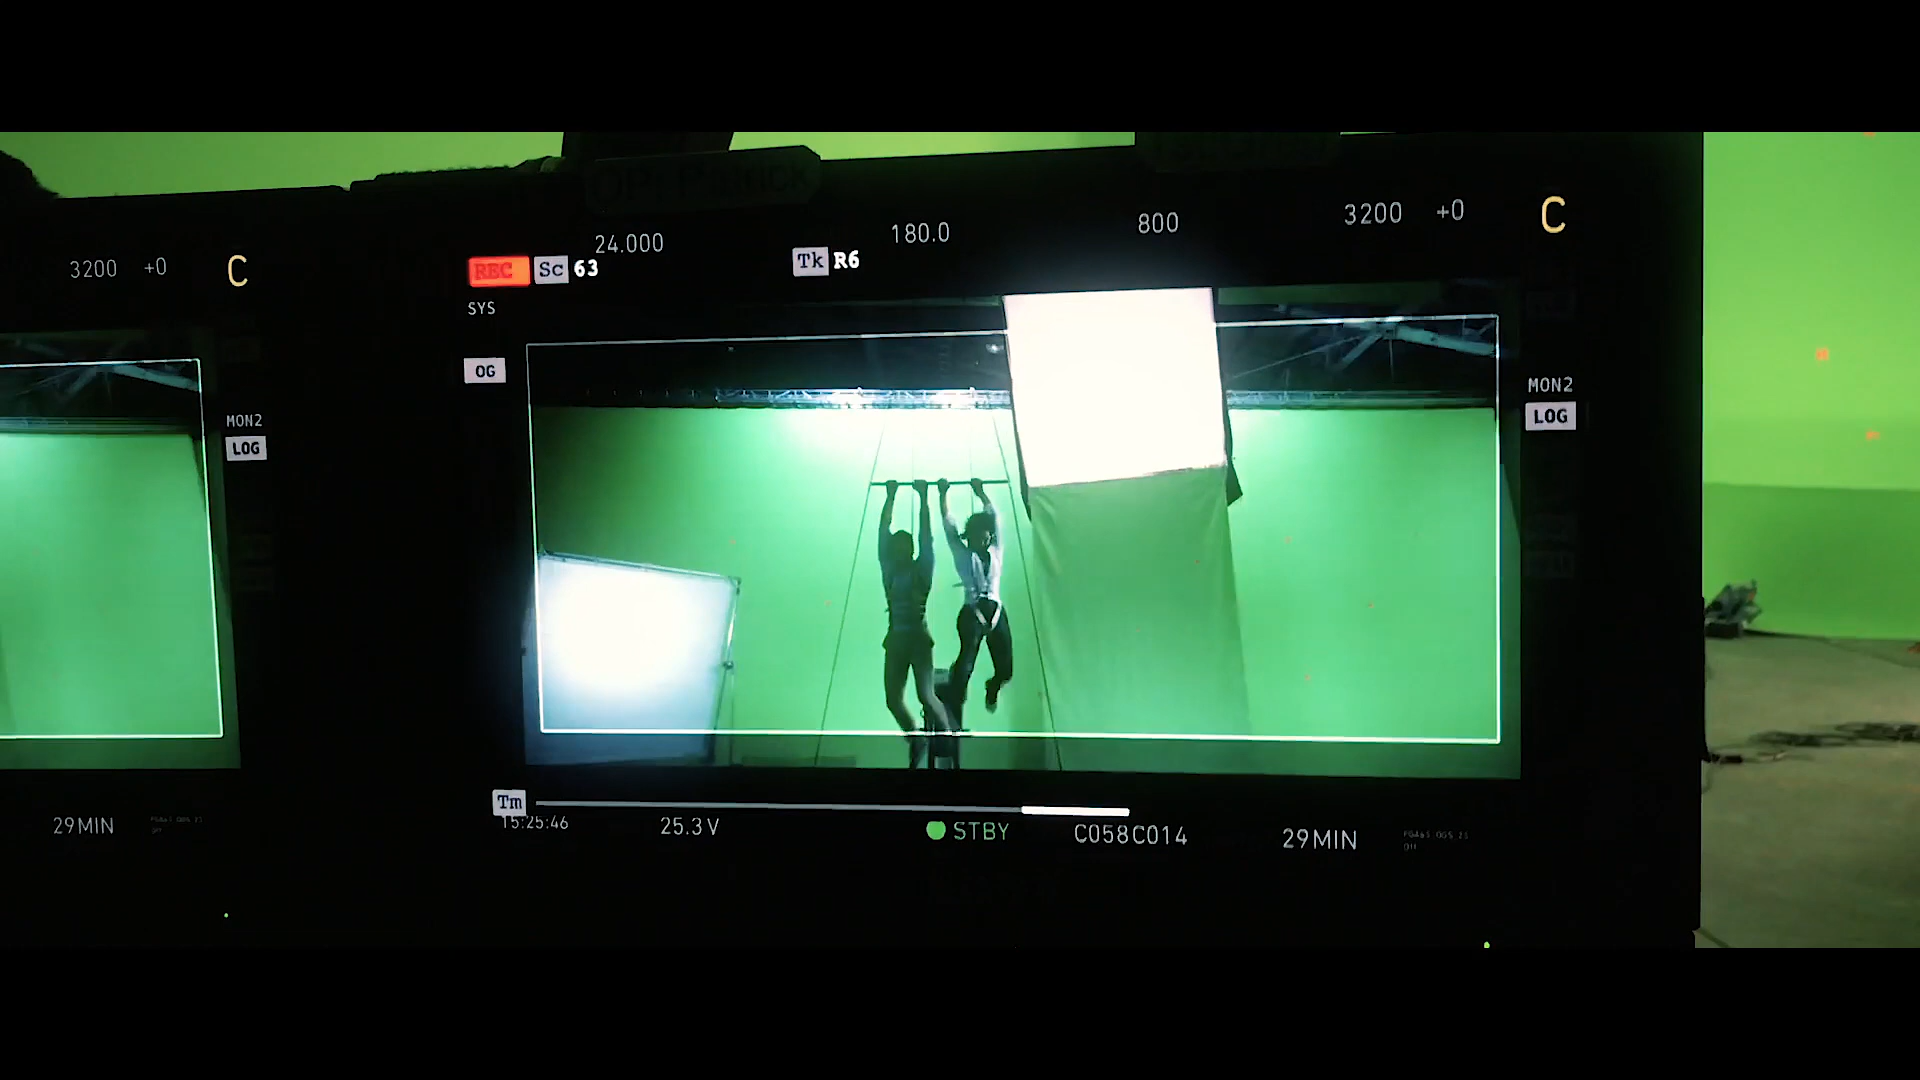 24.000
180.0
800
3200 +0
C
3200 +0
C
REC Sc 63
Tk R6
SYS
OG
MON2
LOG
MON2
LOG
Tm
15:25:46
25.3 V
STBY
C058C014
29MIN
29MIN